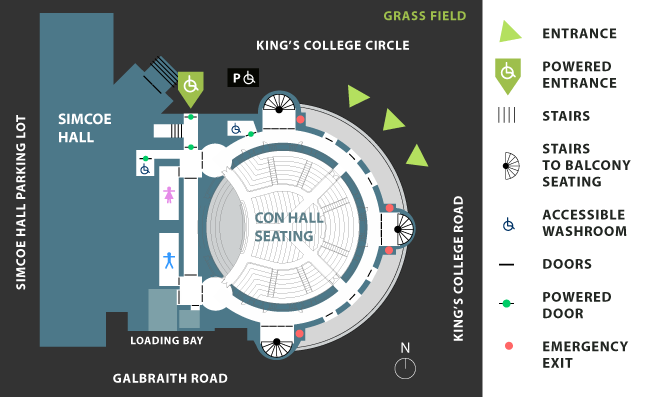 GRASS FIELD
KING'S COLLEGE CIRCLE
P
SIMCOE
HALL
SIMCOE HALL PARKING LOT
CON HALL
SEATING
KING'S COLLEGE ROAD
LOADING BAY
GALBRAITH ROAD
N
ENTRANCE
POWERED
ENTRANCE
STAIRS
STAIRS
TO BALCONY
SEATING
ACCESSIBLE
WASHROOM
DOORS
POWERED
DOOR
EMERGENCY
EXIT